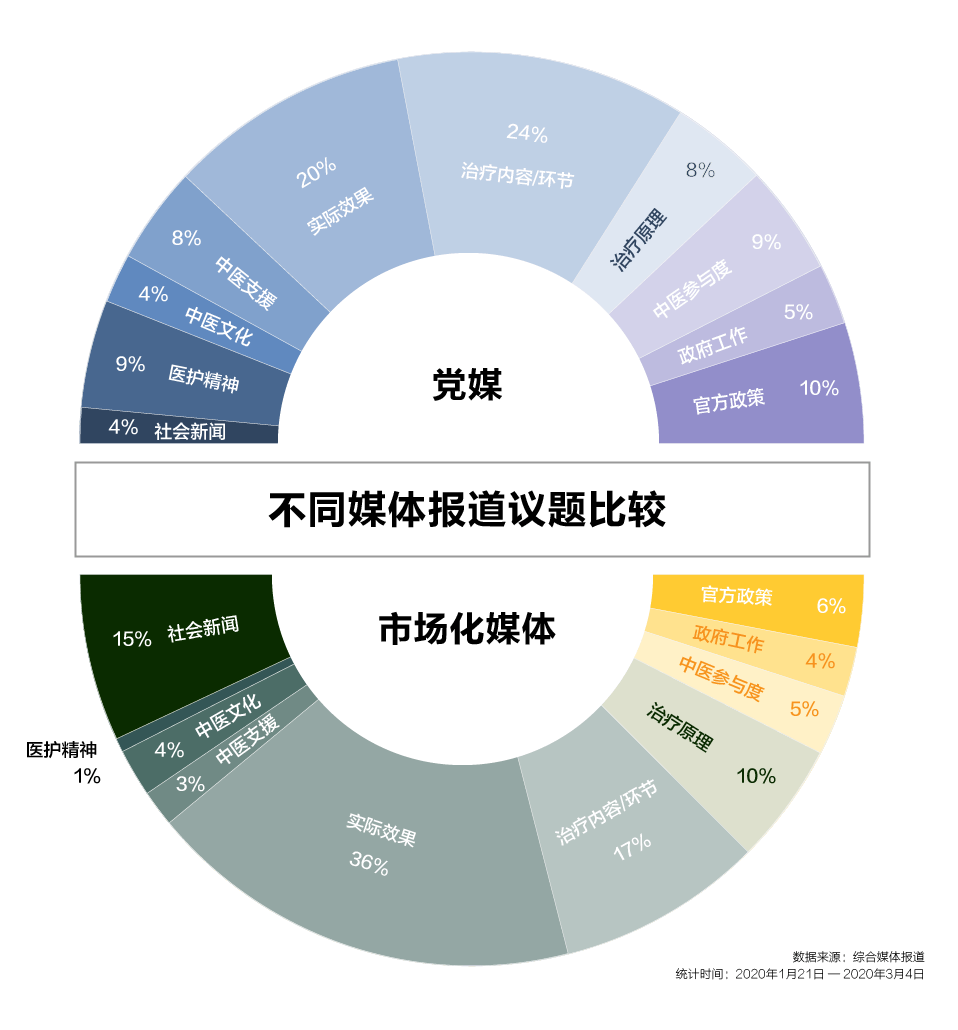 24%
治疗内容/环节
20%
实际效果
8%
治疗原理
8%
中医支援
9%
中医参与度
4%
中医文化
5%
政府工作
9%
医护精神
10%
官方政策
4%
社会新闻
党媒
不同媒体报道议题比较
市场化媒体
官方政策
6%
15%
社会新闻
政府工作
4%
中医参与度
5%
中医文化
4%
治疗原理
10%
医护精神
1%
中医支援
3%
实际效果
36%
治疗内容/环节
17%
数据来源：综合媒体报道
统计时间：2020年1月21日 — 2020年3月4日